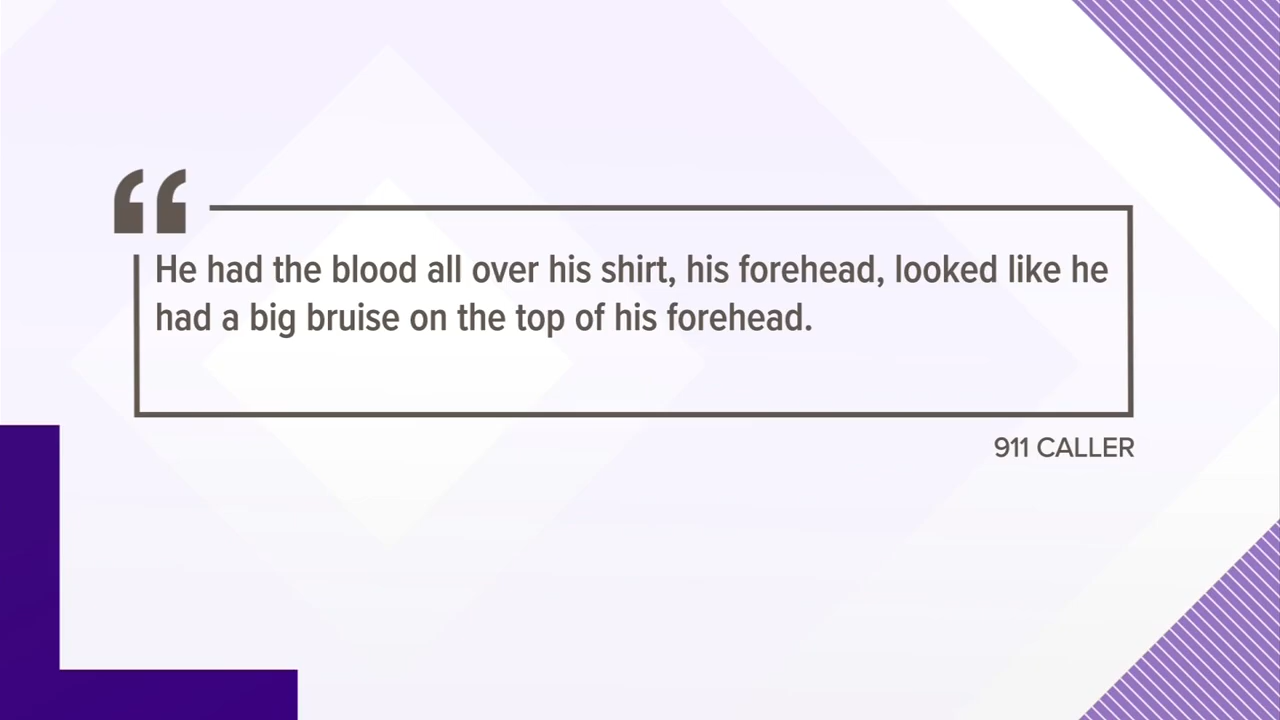 “
He had the blood all over his shirt, his forehead, looked like he
had a big bruise on the top of his forehead.
911 CALLER